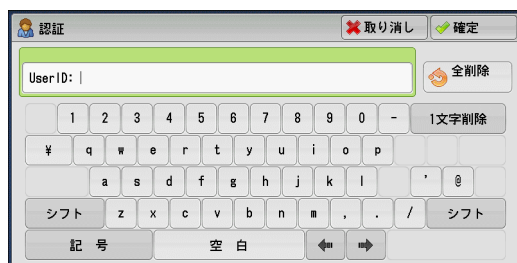 認証 取り消し 確定
UserID: 全削除
1 2 3 4 5 6 7 8 9 0 - 1文字削除
¥ q w e r t y u i o p
a s d f g h j k l ' @
シフト z x c v b n m , . / シフト
記 号 空 白